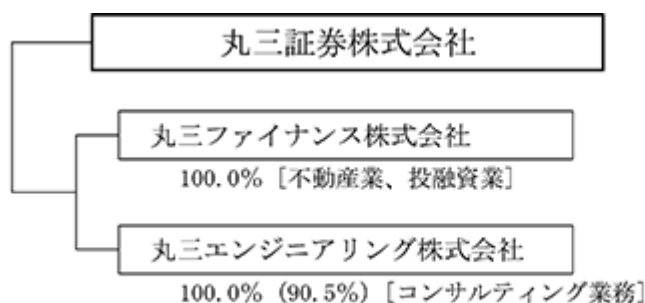 丸三証券株式会社
丸三ファイナンス株式会社
100.0% [不動産業、投融資業]
丸三エンジニアリング株式会社
100.0% (90.5%) [コンサルティング業務]